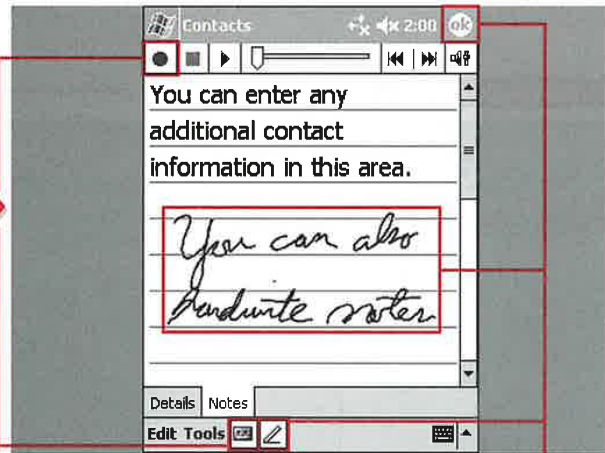 Contacts 2:00 ok
You can enter any
additional contact
information in this area.
You can also
handwrite notes
Details Notes
Edit Tools